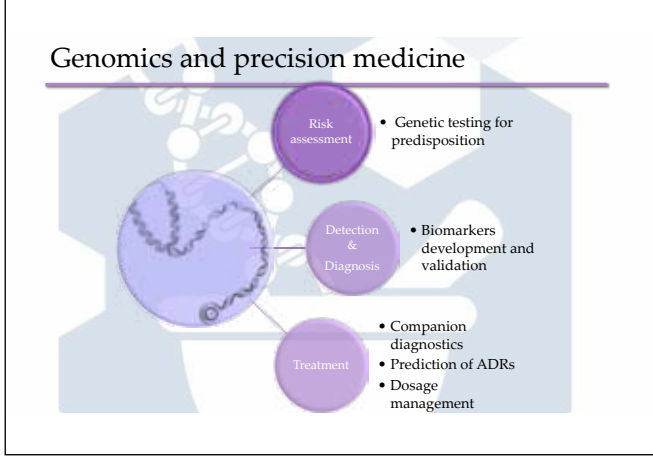 Genomics and precision medicine
Risk
assessment
• Genetic testing for
predisposition
Detection
&
Diagnosis
• Biomarkers
development and
validation
Treatment
• Companion
diagnostics
• Prediction of ADRs
• Dosage
management